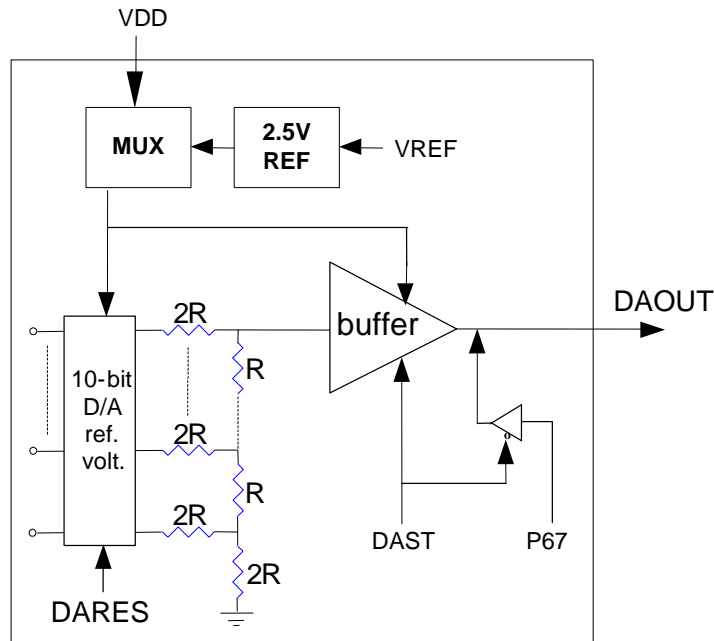 VDD
MUX
2.5V
REF
VREF
2R
buffer
DAOUT
R
10-bit
D/A
ref.
volt.
2R
R
2R
DAST
P67
2R
DARES